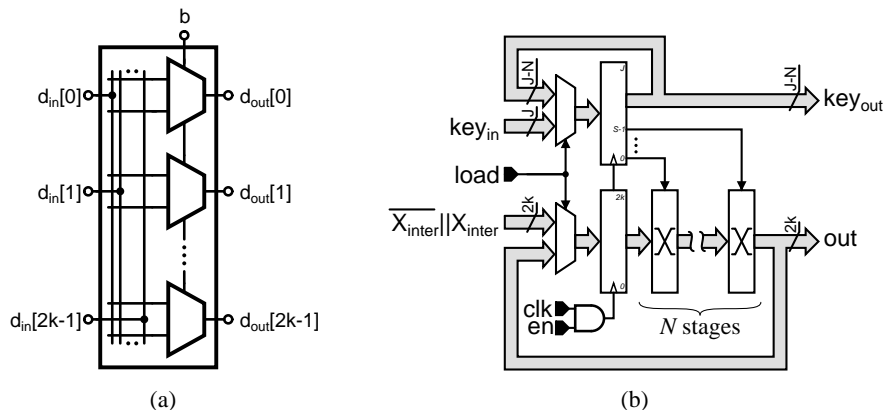 b
d_in[0]
d_out[0]
d_in[1]
d_out[1]
d_in[2k-1]
d_out[2k-1]
(a)
J-N
J
key_in
load
2k
\overline{X_inter}||X_inter
J
S-1
0
2k
0
J-N
key_out
2k
out
clk
en
N stages
(b)